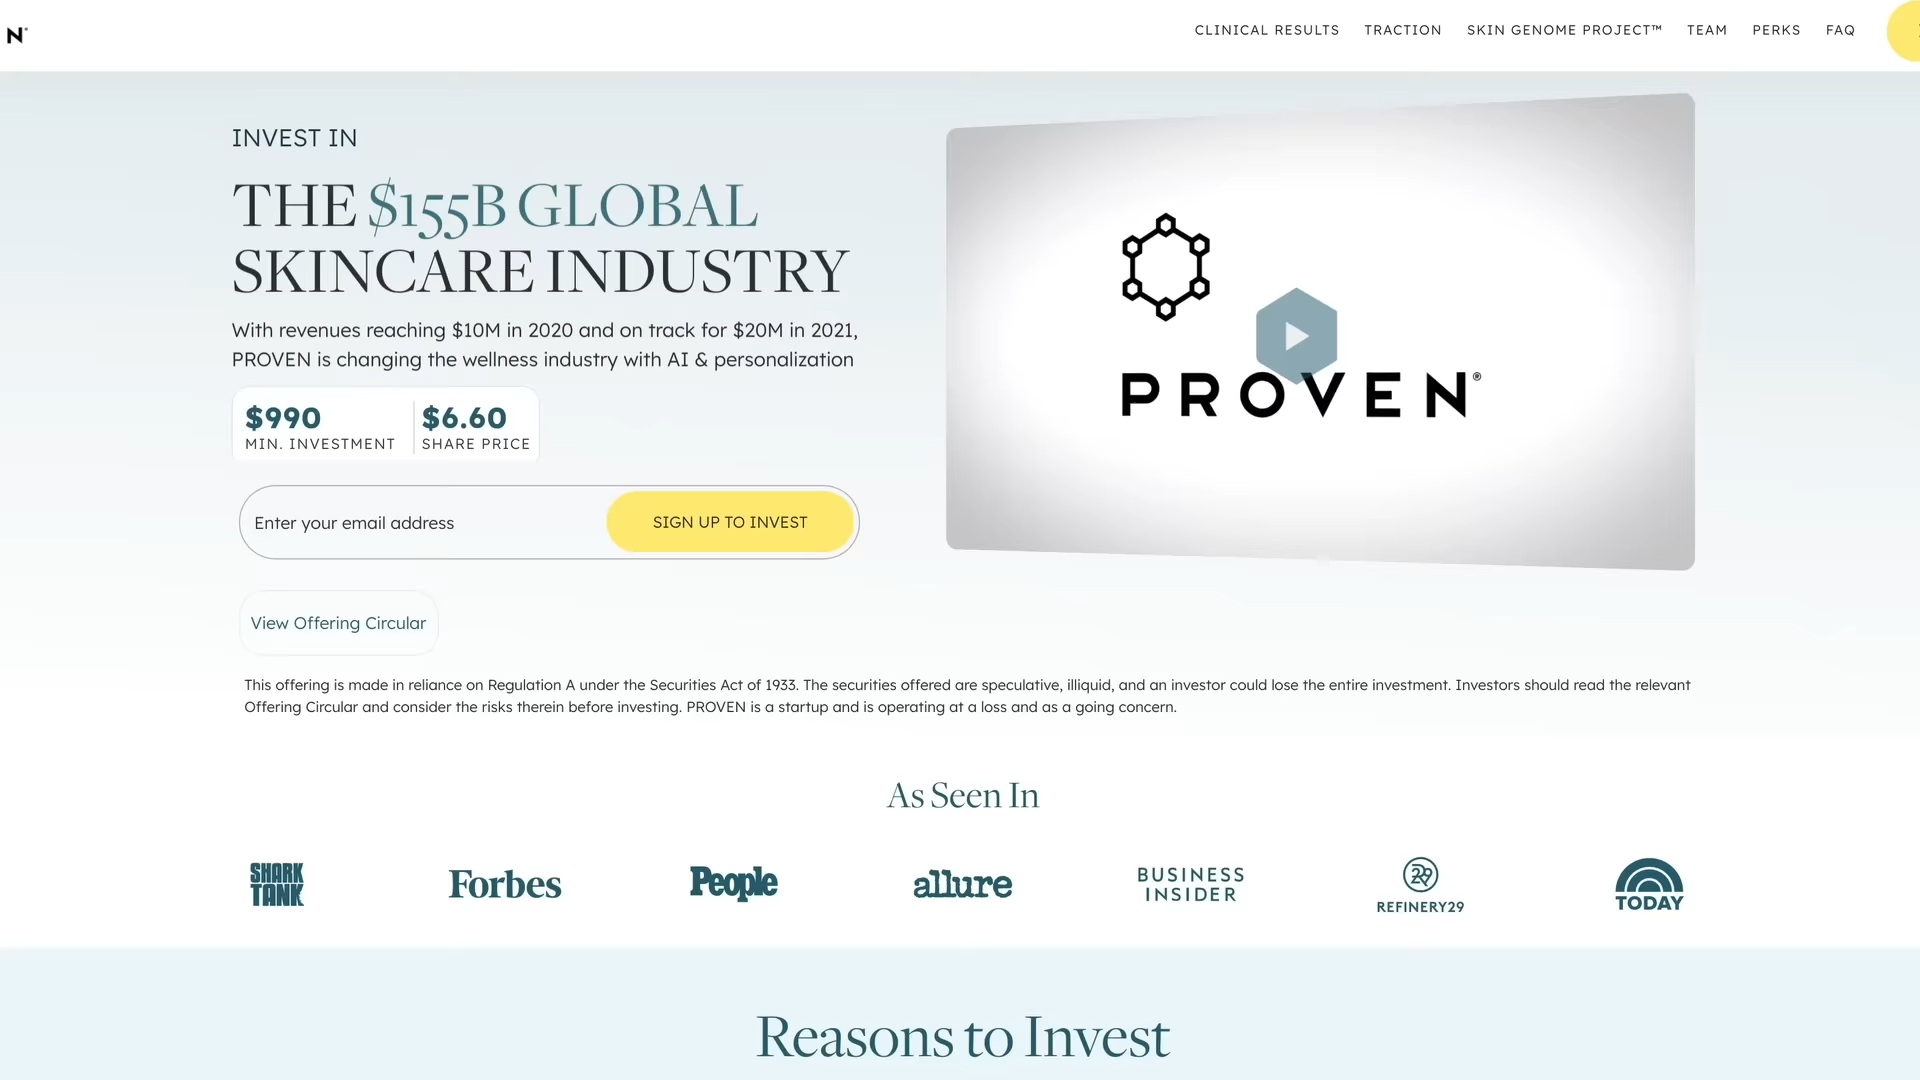 N
CLINICAL RESULTS TRACTION SKIN GENOME PROJECT™ TEAM PERKS FAQ
INVEST IN
THE $155B GLOBAL
SKINCARE INDUSTRY
With revenues reaching $10M in 2020 and on track for $20M in 2021,
PROVEN is changing the wellness industry with AI & personalization
$990 $6.60
MIN. INVESTMENT SHARE PRICE
Enter your email address SIGN UP TO INVEST
View Offering Circular
PROVEN®
This offering is made in reliance on Regulation A under the Securities Act of 1933. The securities offered are speculative, illiquid, and an investor could lose the entire investment. Investors should read the relevant
Offering Circular and consider the risks therein before investing. PROVEN is a startup and is operating at a loss and as a going concern.
As Seen In
SHARK
TANK
Forbes
People
allure
BUSINESS
INSIDER
29
REFINERY29
TODAY
Reasons to Invest